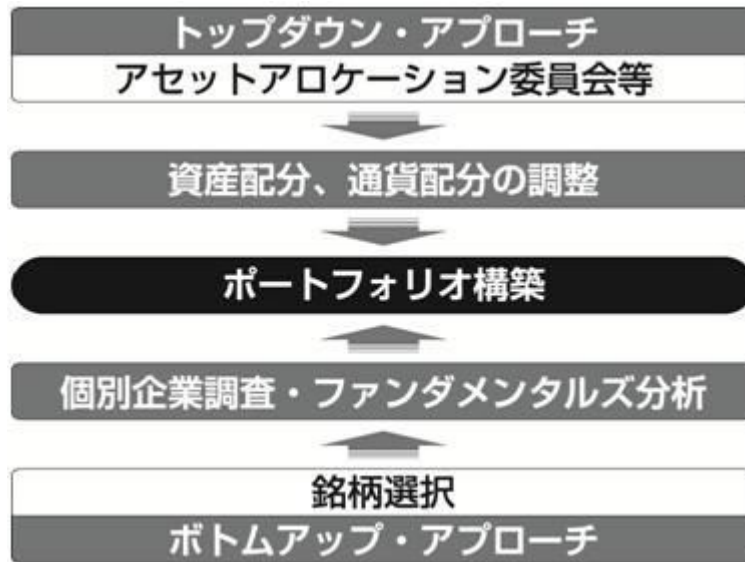 トップダウン・アプローチ
アセットアロケーション委員会等
資産配分、通貨配分の調整
ポートフォリオ構築
個別企業調査・ファンダメンタルズ分析
銘柄選択
ボトムアップ・アプローチ